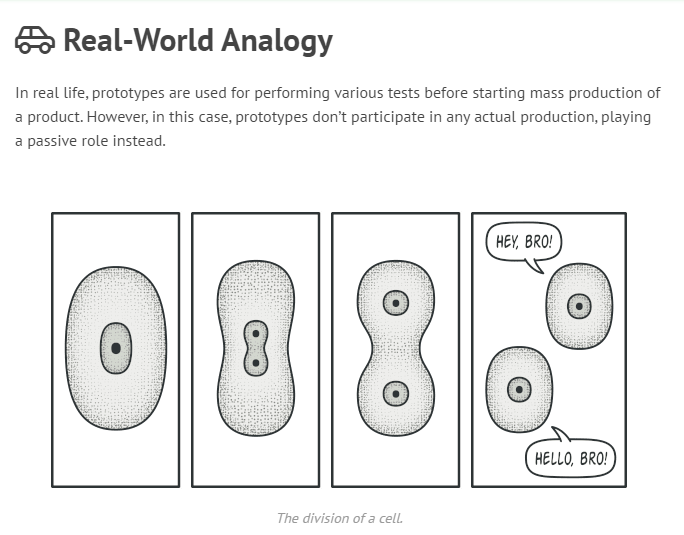 Real-World Analogy
In real life, prototypes are used for performing various tests before starting mass production of
a product. However, in this case, prototypes don’t participate in any actual production, playing
a passive role instead.
HEY, BRO!
HELLO, BRO!
The division of a cell.